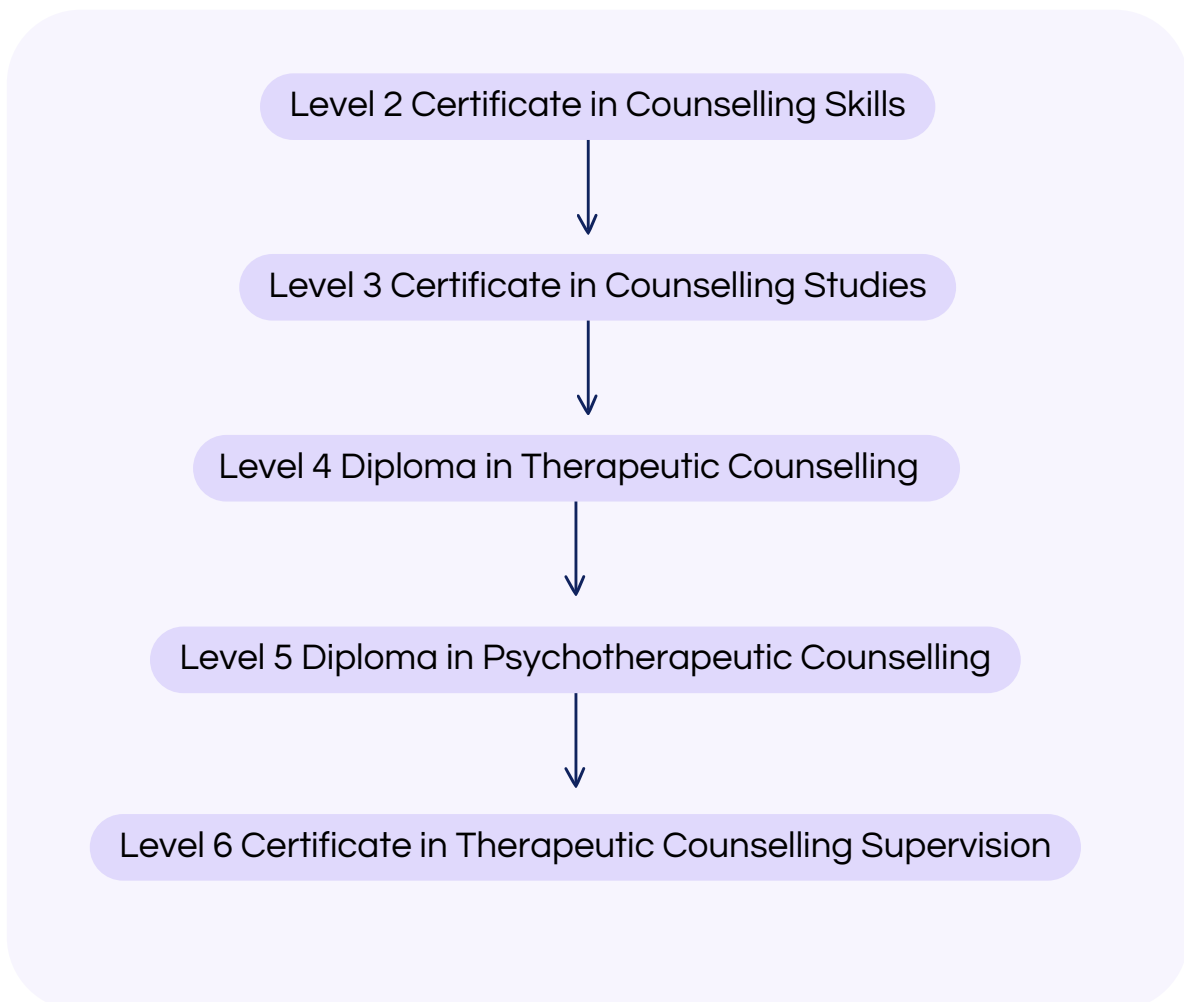 Level 2 Certificate in Counselling Skills
Level 3 Certificate in Counselling Studies
Level 4 Diploma in Therapeutic Counselling
Level 5 Diploma in Psychotherapeutic Counselling
Level 6 Certificate in Therapeutic Counselling Supervision